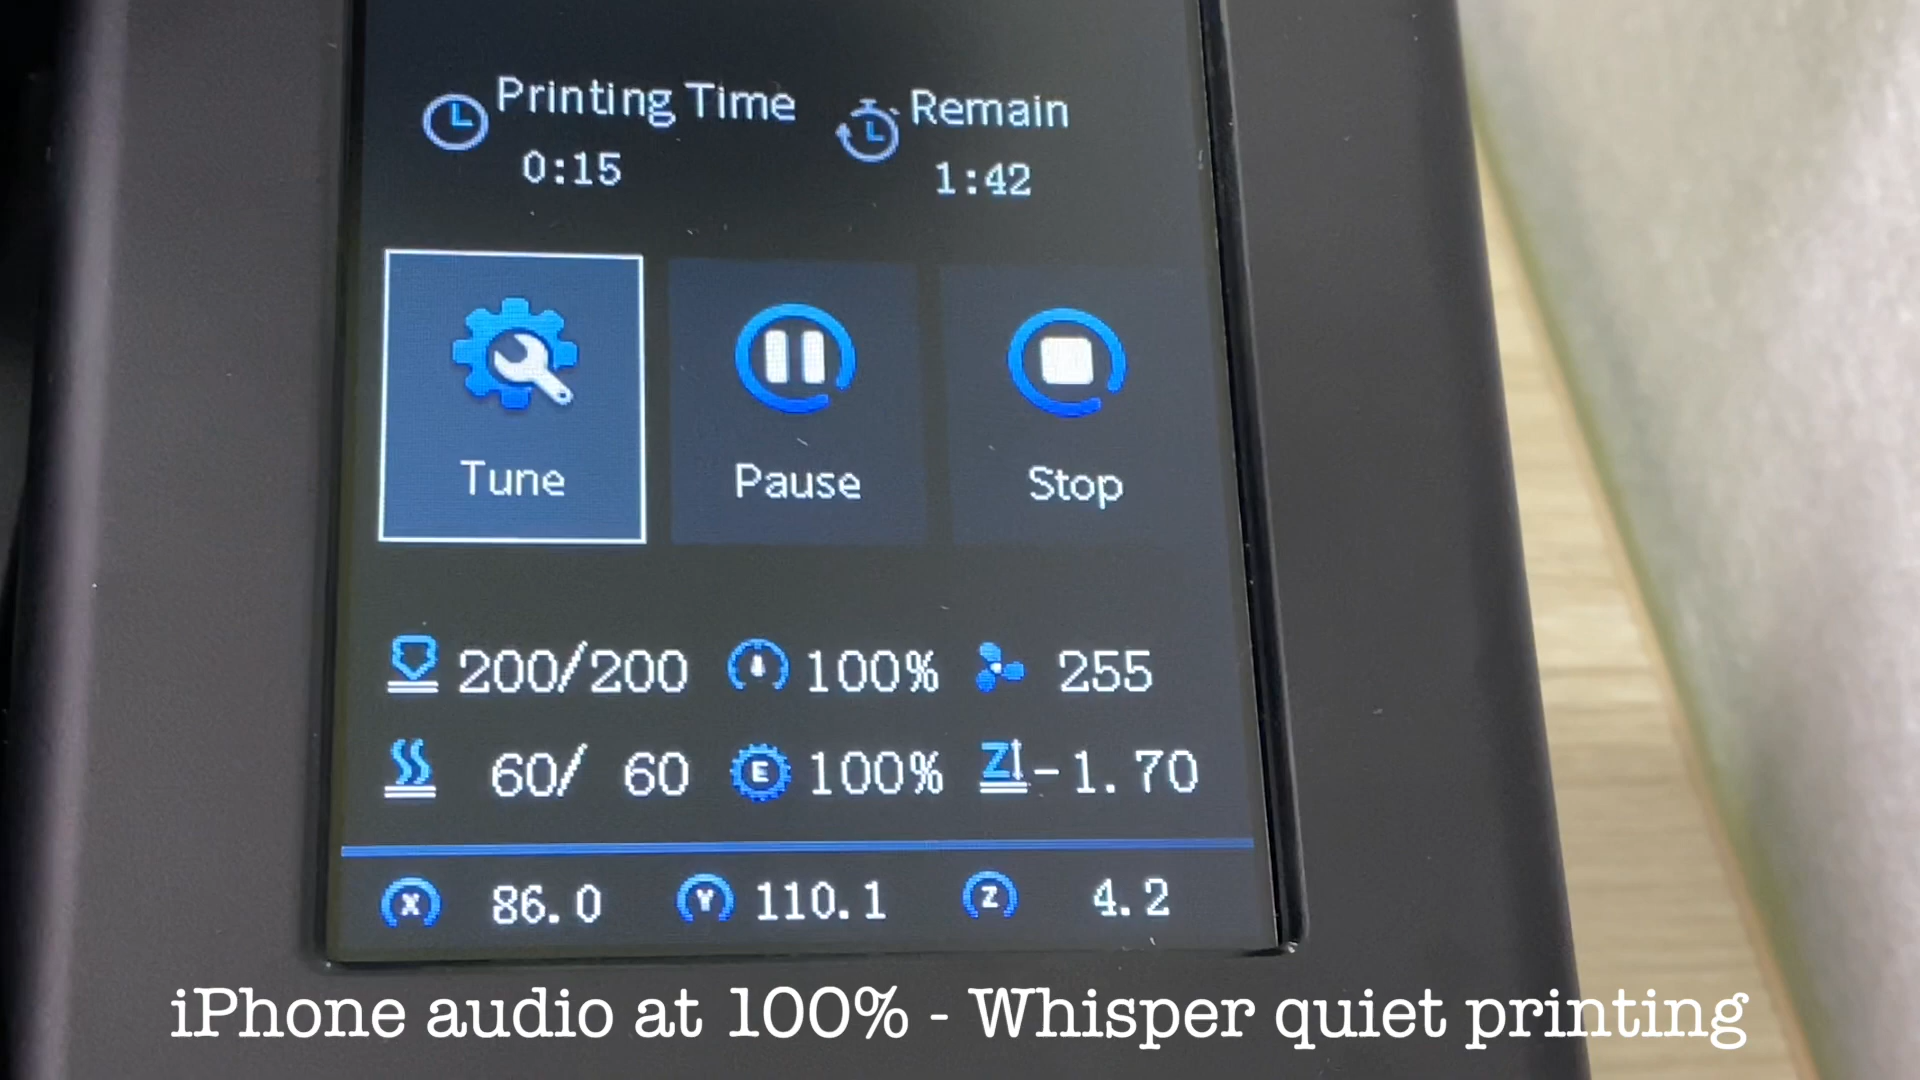 Printing Time
0:15
Remain
1:42
Tune
Pause
Stop
200/200 100% 255
60/ 60 E 100% Z -1.70
X 86.0 Y 110.1 Z 4.2
iPhone audio at 100% - Whisper quiet printing